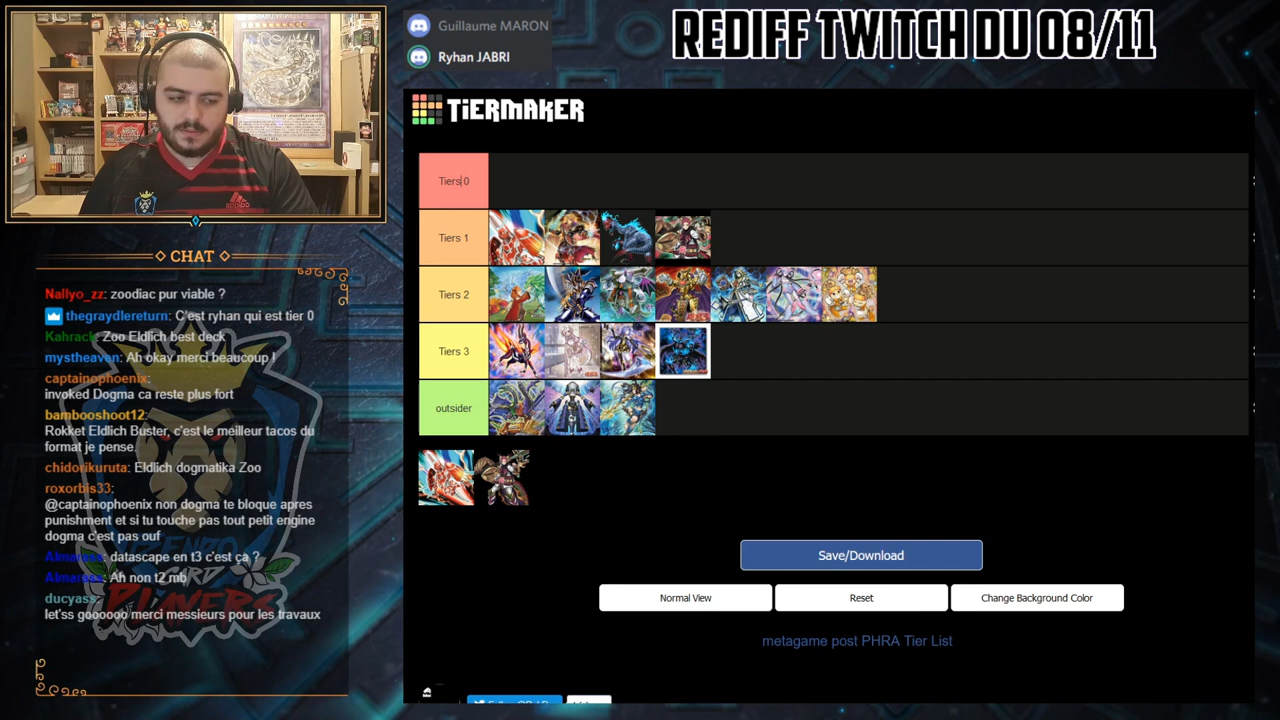 Guillaume MARON
Ryhan JABRI
REDIFF TWITCH DU 08/11
TiERMAKER
Tiers 0
Tiers 1
Tiers 2
Tiers 3
outsider
CHAT
Nallyo_zz: zoodiac pur viable ?
thegraydlereturn: C'est ryhan qui est tier 0
Kahrack: Zoo Eldlich best deck
mystheaven: Ah okay merci beaucoup !
captainophoenix:
invoked Dogma ca reste plus fort
bambooshoot12:
Rokket Eldlich Buster, c'est le meilleur tacos du
format je pense.
chidorikuruta: Eldlich dogmatika Zoo
roxorbis33:
@captainophoenix non dogma te bloque apres
punishment et si tu touche pas tout petit engine
dogma c'est pas ouf
datascape en t3 c'est ça ?
Ah non t2 mb
ducyass:
let'ss goooooo merci messieurs pour les travaux
CARD
PLAYERS
Save/Download
Normal View
Reset
Change Background Color
metagame post PHRA Tier List